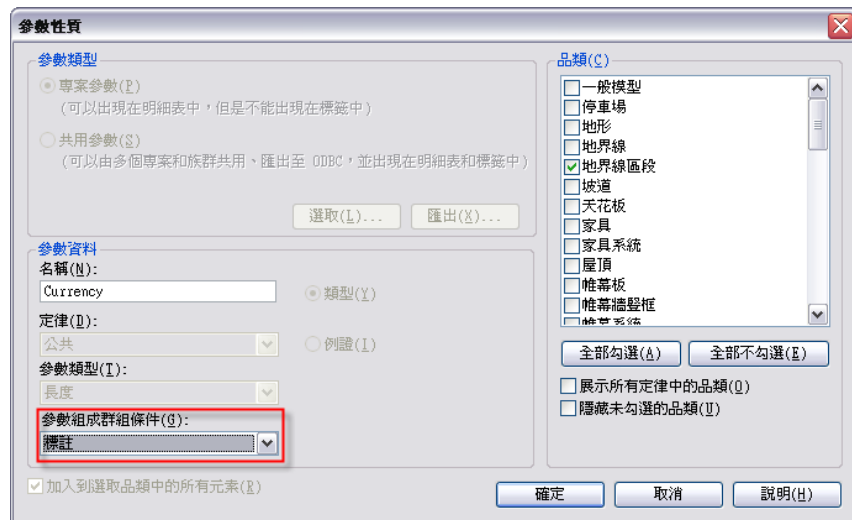 參數性質
參數類型
專案參數(P)
(可以出現在明細表中，但是不能出現在標籤中)
共用參數(S)
(可以由多個專案和族群共用、匯出至 ODBC，並出現在明細表和標籤中)
選取(L)...
匯出(X)...
參數資料
名稱(N):
Currency
類型(Y)
定律(D):
公共
例證(I)
參數類型(T):
長度
參數組成群組條件(G):
標註
加入到選取品類中的所有元素(R)
品類(C)
一般模型
停車場
地形
地界線
地界線區段
坡道
天花板
家具
家具系統
屋頂
帷幕板
帷幕牆豎框
帷幕系統
全部勾選(A)
全部不勾選(E)
展示所有定律中的品類(O)
隱藏未勾選的品類(U)
確定
取消
說明(H)